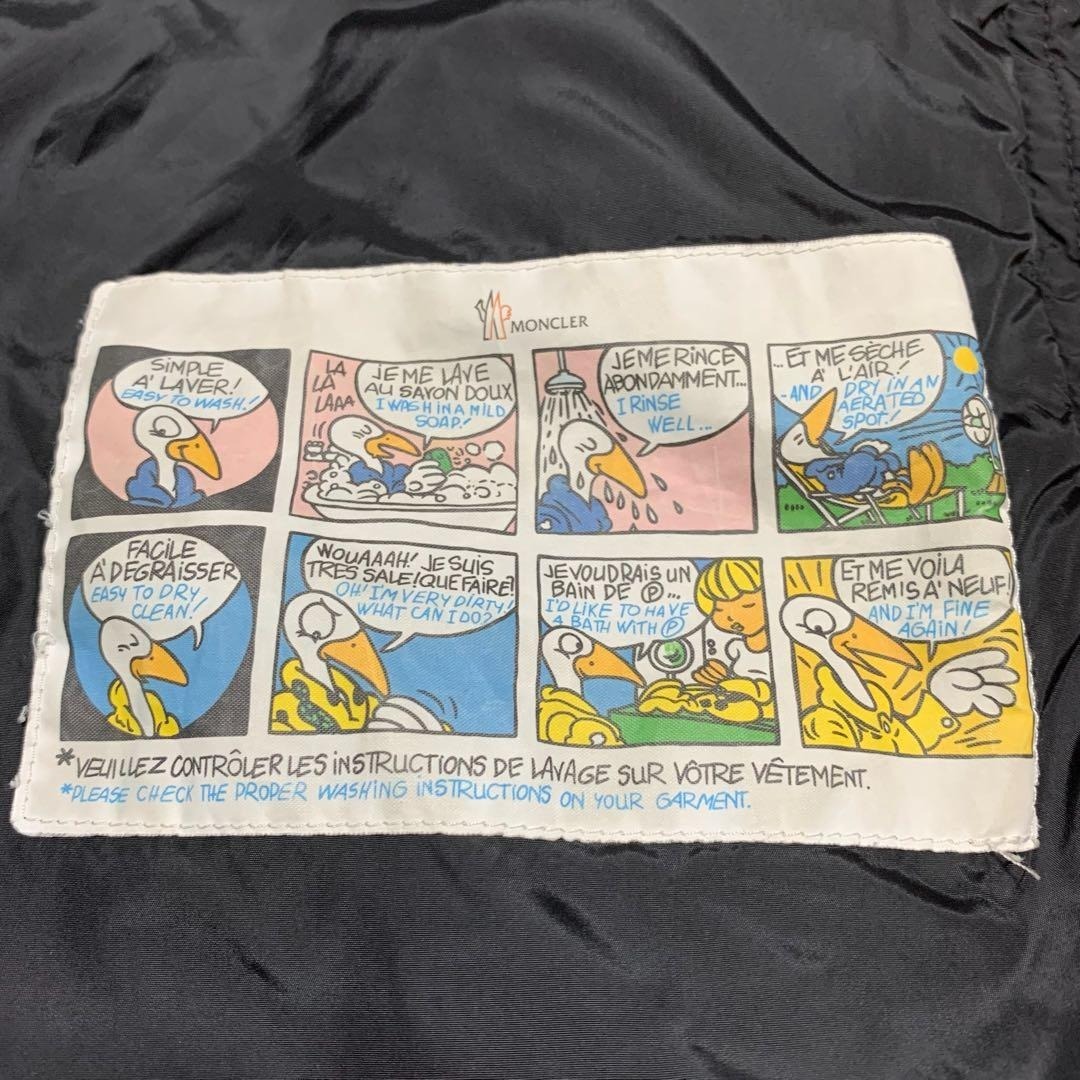 MONCLER
SiMPLE
A' LAVER!
EASY TO WASH!
LA
LA
LAAA
JE ME LAVE
AU SAVON DOUX
I WASH IN A MILD
SOAP!
JE ME RINCE
ABONDAMMENT...
I RINSE
WELL...
...ET ME SÈCHE
A' L'AIR!
..AND DRY IN AN
AERATED
SPOT!
FACiLE
A' DEGRAiSSER
EASY TO DRY
CLEAN!
WOUAAAH! JE SUIS
TRES SALE! QUE FAIRE?
OH! I'M VERY DIRTY!
WHAT CAN I DO?
JE VOUDRAIS UN
BAIN DE Ⓟ...
I'D LIKE TO HAVE
A BATH WITH Ⓟ
ET ME VOILA
REMIS A' NEUF!
AND I'M FINE
AGAIN!
*VEUILLEZ CONTRÔLER LES iNSTRUCTIONS DE LAVAGE SUR VÔTRE VÊTEMENT.
*PLEASE CHECK THE PROPER WASHING iNSTRUCTIONS ON YOUR GARMENT.